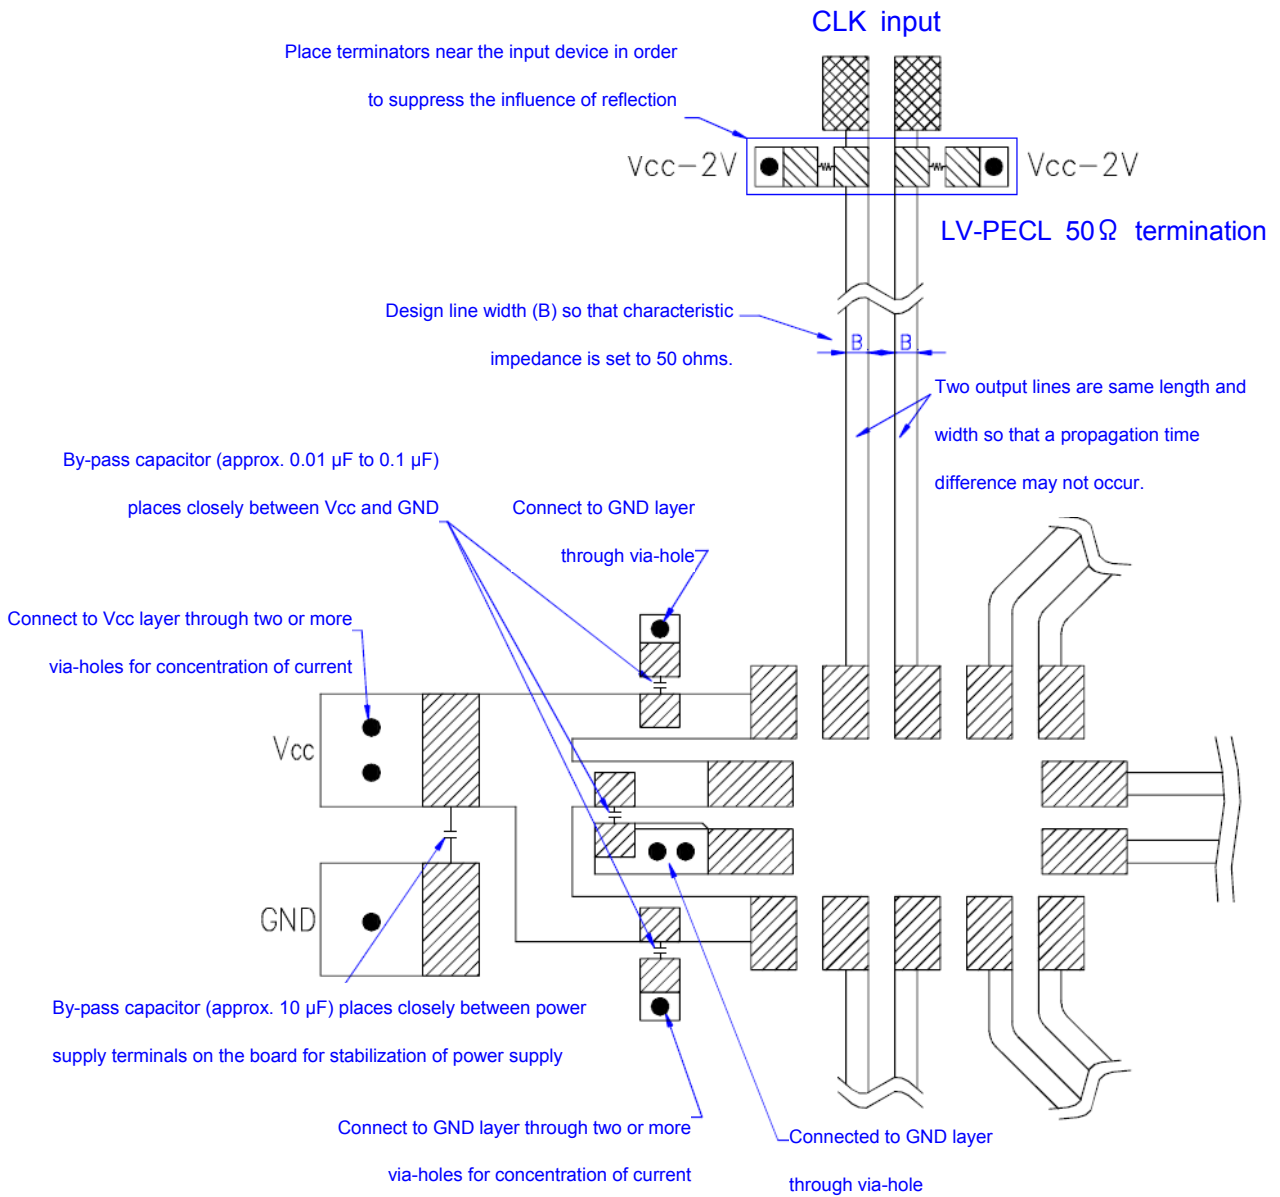 CLK input
Place terminators near the input device in order
to suppress the influence of reflection
Vcc-2V
Vcc-2V
LV-PECL 50Ω termination
Design line width (B) so that characteristic
impedance is set to 50 ohms.
B
B
Two output lines are same length and
width so that a propagation time
difference may not occur.
By-pass capacitor (approx. 0.01 µF to 0.1 µF)
places closely between Vcc and GND
Connect to GND layer
through via-hole
Connect to Vcc layer through two or more
via-holes for concentration of current
Vcc
GND
By-pass capacitor (approx. 10 µF) places closely between power
supply terminals on the board for stabilization of power supply
Connect to GND layer through two or more
via-holes for concentration of current
Connected to GND layer
through via-hole